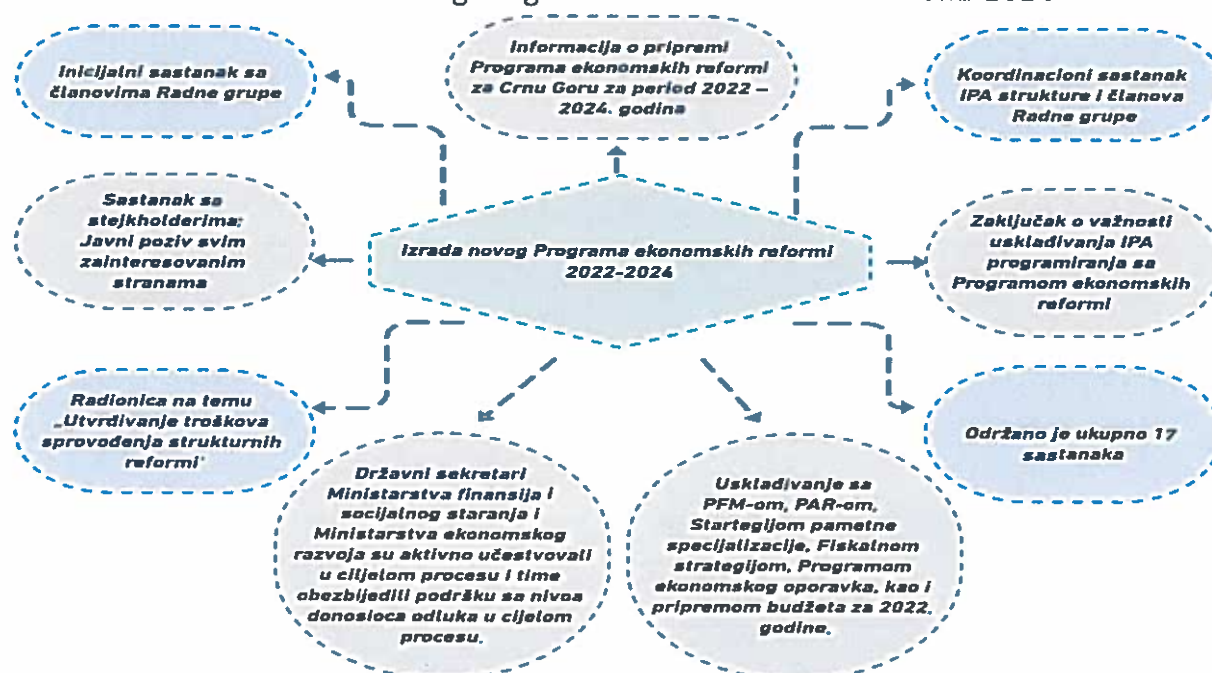 Informacija o pripremi
Programa ekonomskih reformi
za Crnu Goru za period 2022 –
2024. godina
Inicijalni sastanak sa
članovima Radne grupe
Koordinacioni sastanak
IPA strukture i članova
Radne grupe
Sastanak sa
stejkholderima;
Javni poziv svim
zainteresovanim
stranama
Izrada novog Programa ekonomskih reformi
2022-2024
Zaključak o važnosti
usklađivanja IPA
programiranja sa
Programom ekonomskih
reformi
Radionica na temu
„Utvrđivanje troškova
sprovođenja strukturnih
reformi"
Održano je ukupno 17
sastanaka
Državni sekretari
Ministarstva finansija i
socijalnog staranja i
Ministarstva ekonomskog
razvoja su aktivno učestvovali
u ciljelom procesu i time
obezbijedili podršku sa nivoa
donosioca odluka u cijelom
procesu.
Usklađivanje sa
PFM-om, PAR-om,
Startegijom pametne
specijalizacije, Fiskalnom
strategijom, Programom
ekonomskog oporavka, kao i
pripremom budžeta za 2022.
godinu.